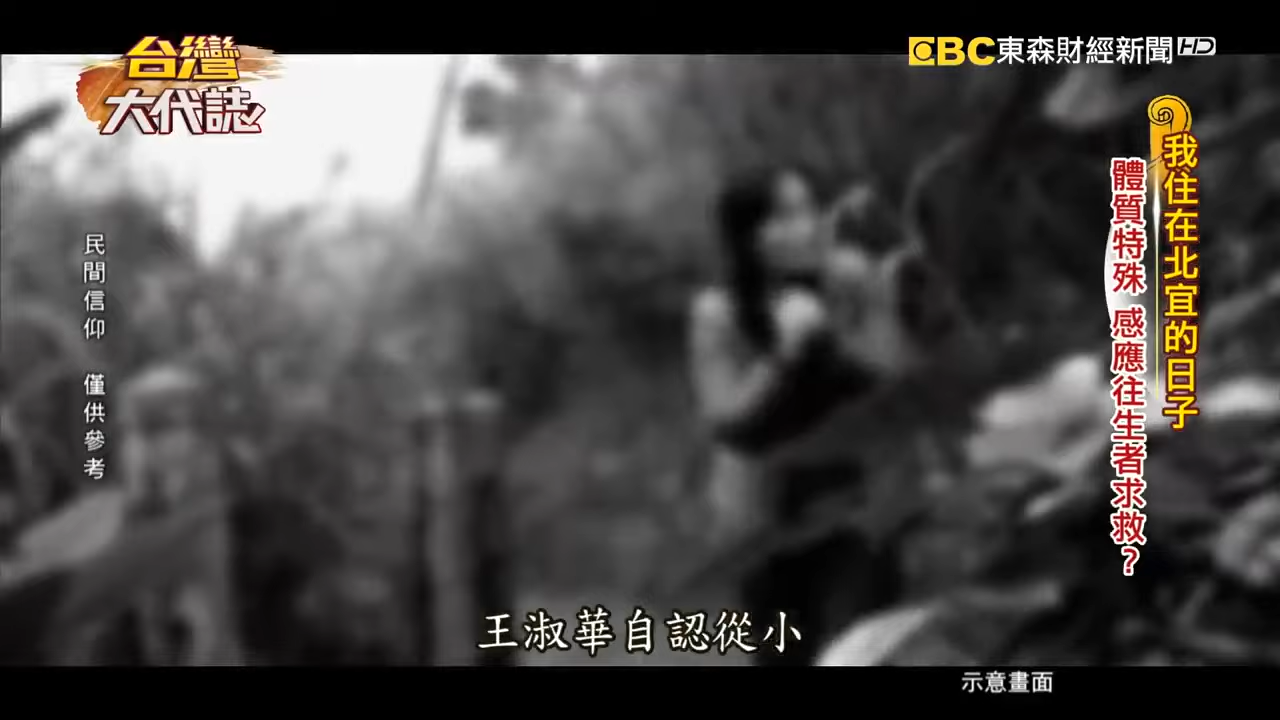 台灣
大代誌
EBC東森財經新聞HD
我住在北宜的日子
體質特殊 感應往生者求救?
民間信仰 僅供參考
王淑華自認從小
示意畫面